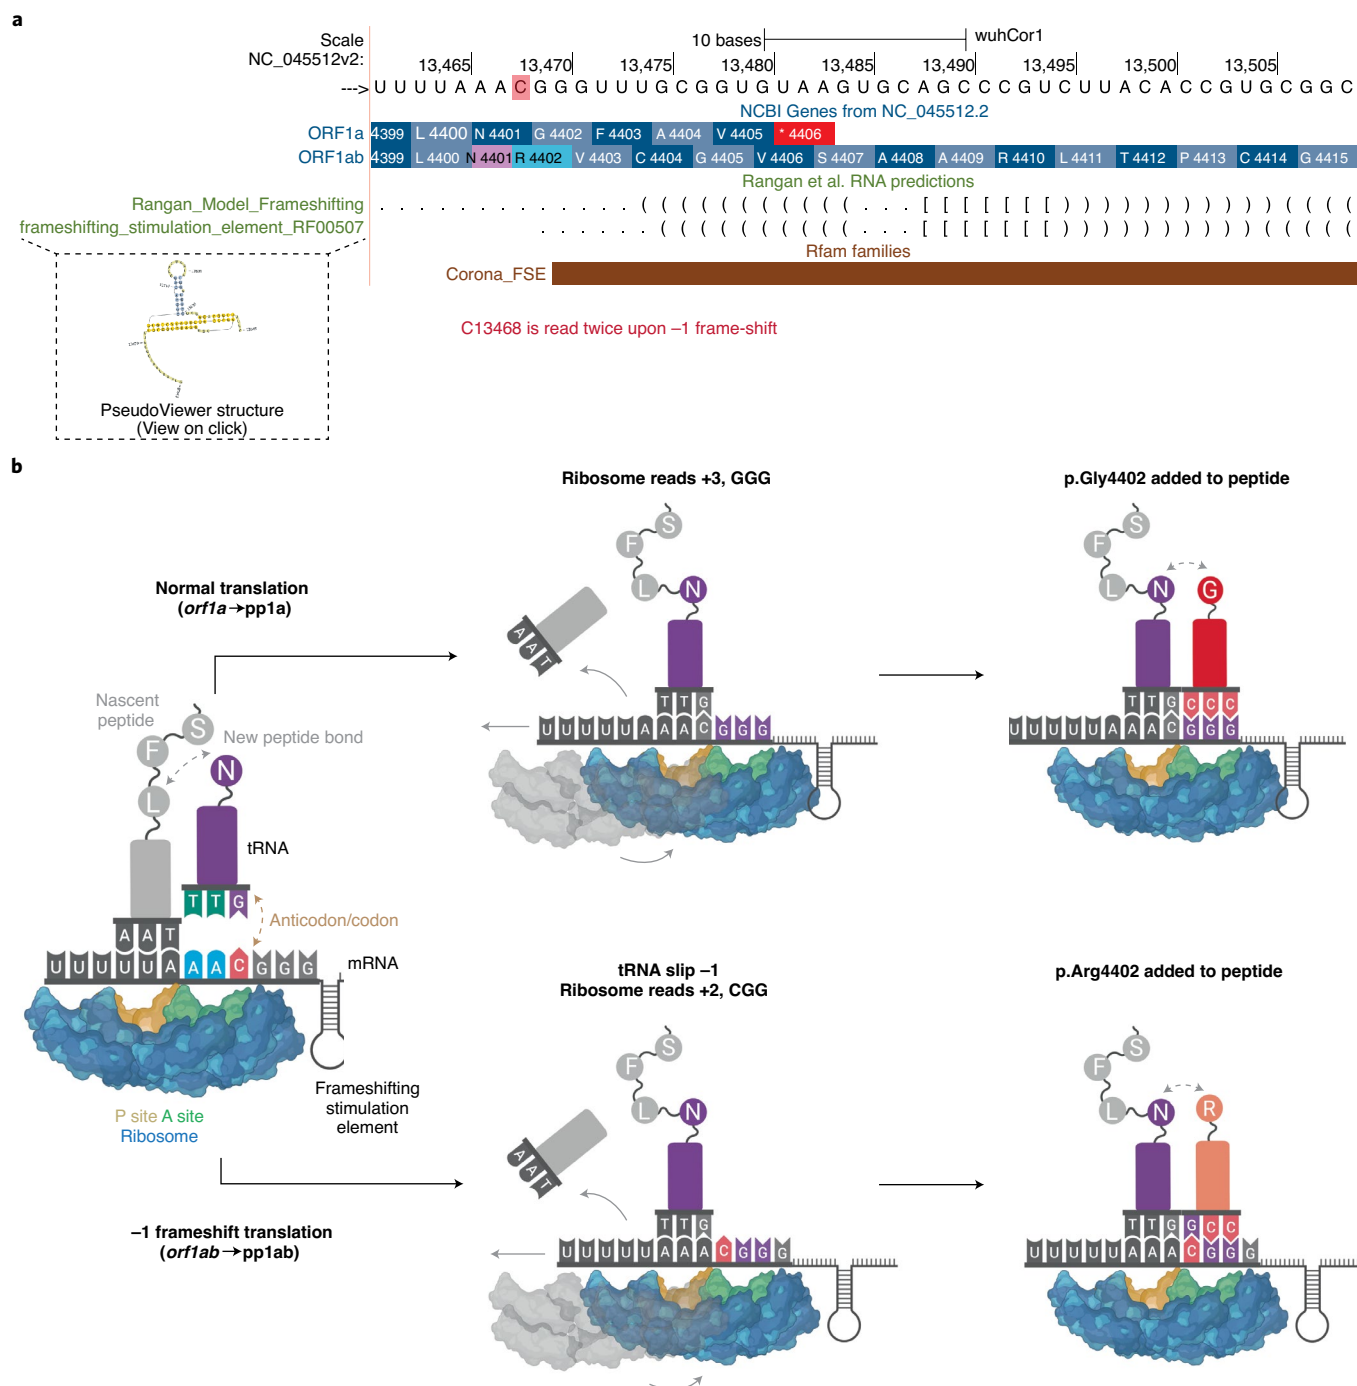 a
Scale
10 bases
wuhCor1
NC_045512v2:
13,465
13,470
13,475
13,480
13,485
13,490
13,495
13,500
13,505
---> U U U U A A A C G G G U U U G C G G U G U A A G U G C A G C C C G U C U U A C A C C G U G C G G C
NCBI Genes from NC_045512.2
ORF1a
4399 L 4400 N 4401 G 4402 F 4403 A 4404 V 4405 * 4406
ORF1ab
4399 L 4400 N 4401 R 4402 V 4403 C 4404 G 4405 V 4406 S 4407 A 4408 A 4409 R 4410 L 4411 T 4412 P 4413 C 4414 G 4415
Rangan et al. RNA predictions
Rangan_Model_Frameshifting
. . . . . . . . . . . . . ( ( ( ( ( ( ( ( ( ( ( . . . [ [ [ [ [ [ [ ) ) ) ) ) ) ) ) ) ( ( ( ( ( (
frameshifting_stimulation_element_RF00507
. . . . . . ( ( ( ( ( ( ( ( ( ( . . . [ [ [ [ [ [ [ ) ) ) ) ) ) ) ) ) ( ( ( ( ( (
Rfam families
Corona_FSE
C13468 is read twice upon –1 frame-shift
PseudoViewer structure
(View on click)
b
Ribosome reads +3, GGG
p.Gly4402 added to peptide
Normal translation
(orf1a→pp1a)
S
F
L
N
A A T
T T G
U U U U U A A A C G G G
S
F
L
N
G
T T G C C C
U U U U U A A A C G G G
Nascent
peptide
New peptide bond
S
F
L
N
tRNA
T T G
Anticodon/codon
A A T
U U U U U A A A C G G G
mRNA
Frameshifting
stimulation
element
P site A site
Ribosome
tRNA slip –1
Ribosome reads +2, CGG
p.Arg4402 added to peptide
–1 frameshift translation
(orf1ab→pp1ab)
S
F
L
N
A A T
T T G
U U U U U A A A C G G G
S
F
L
N
R
T T G G C C
U U U U U A A A C G G G